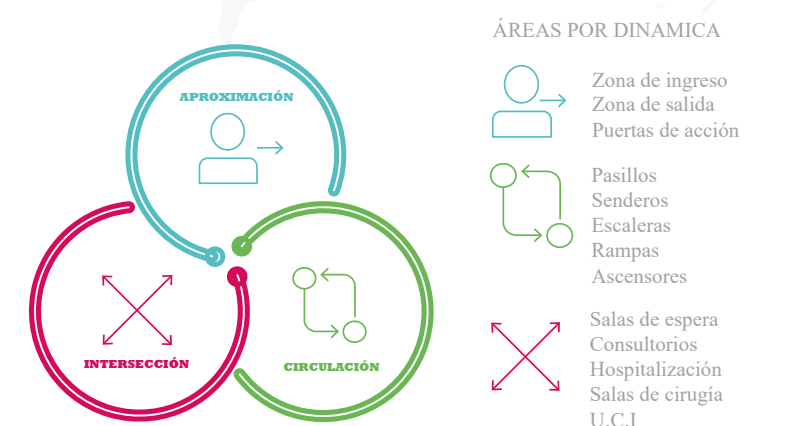 ÁREAS POR DINAMICA
APROXIMACIÓN
INTERSECCIÓN
CIRCULACIÓN
Zona de ingreso
Zona de salida
Puertas de acción
Pasillos
Senderos
Escaleras
Rampas
Ascensores
Salas de espera
Consultorios
Hospitalización
Salas de cirugía
U.C.I